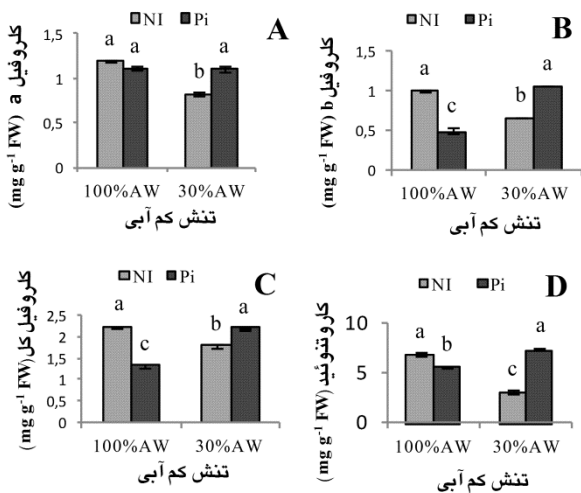 A
NI Pi
کلروفیل a (mg g-1 FW)
1,5
1
0,5
0
a a b a
100%AW 30%AW
تنش کم آبی
B
NI Pi
کلروفیل b (mg g-1 FW)
1,5
1
0,5
0
a c b a
100%AW 30%AW
تنش کم آبی
C
NI Pi
کلروفیل کل (mg g-1 FW)
2,5
2
1,5
1
0,5
0
a c b a
100%AW 30%AW
تنش کم آبی
D
NI Pi
کاروتنوئید (mg g-1 FW)
10
5
0
a b c a
100%AW 30%AW
تنش کم آبی